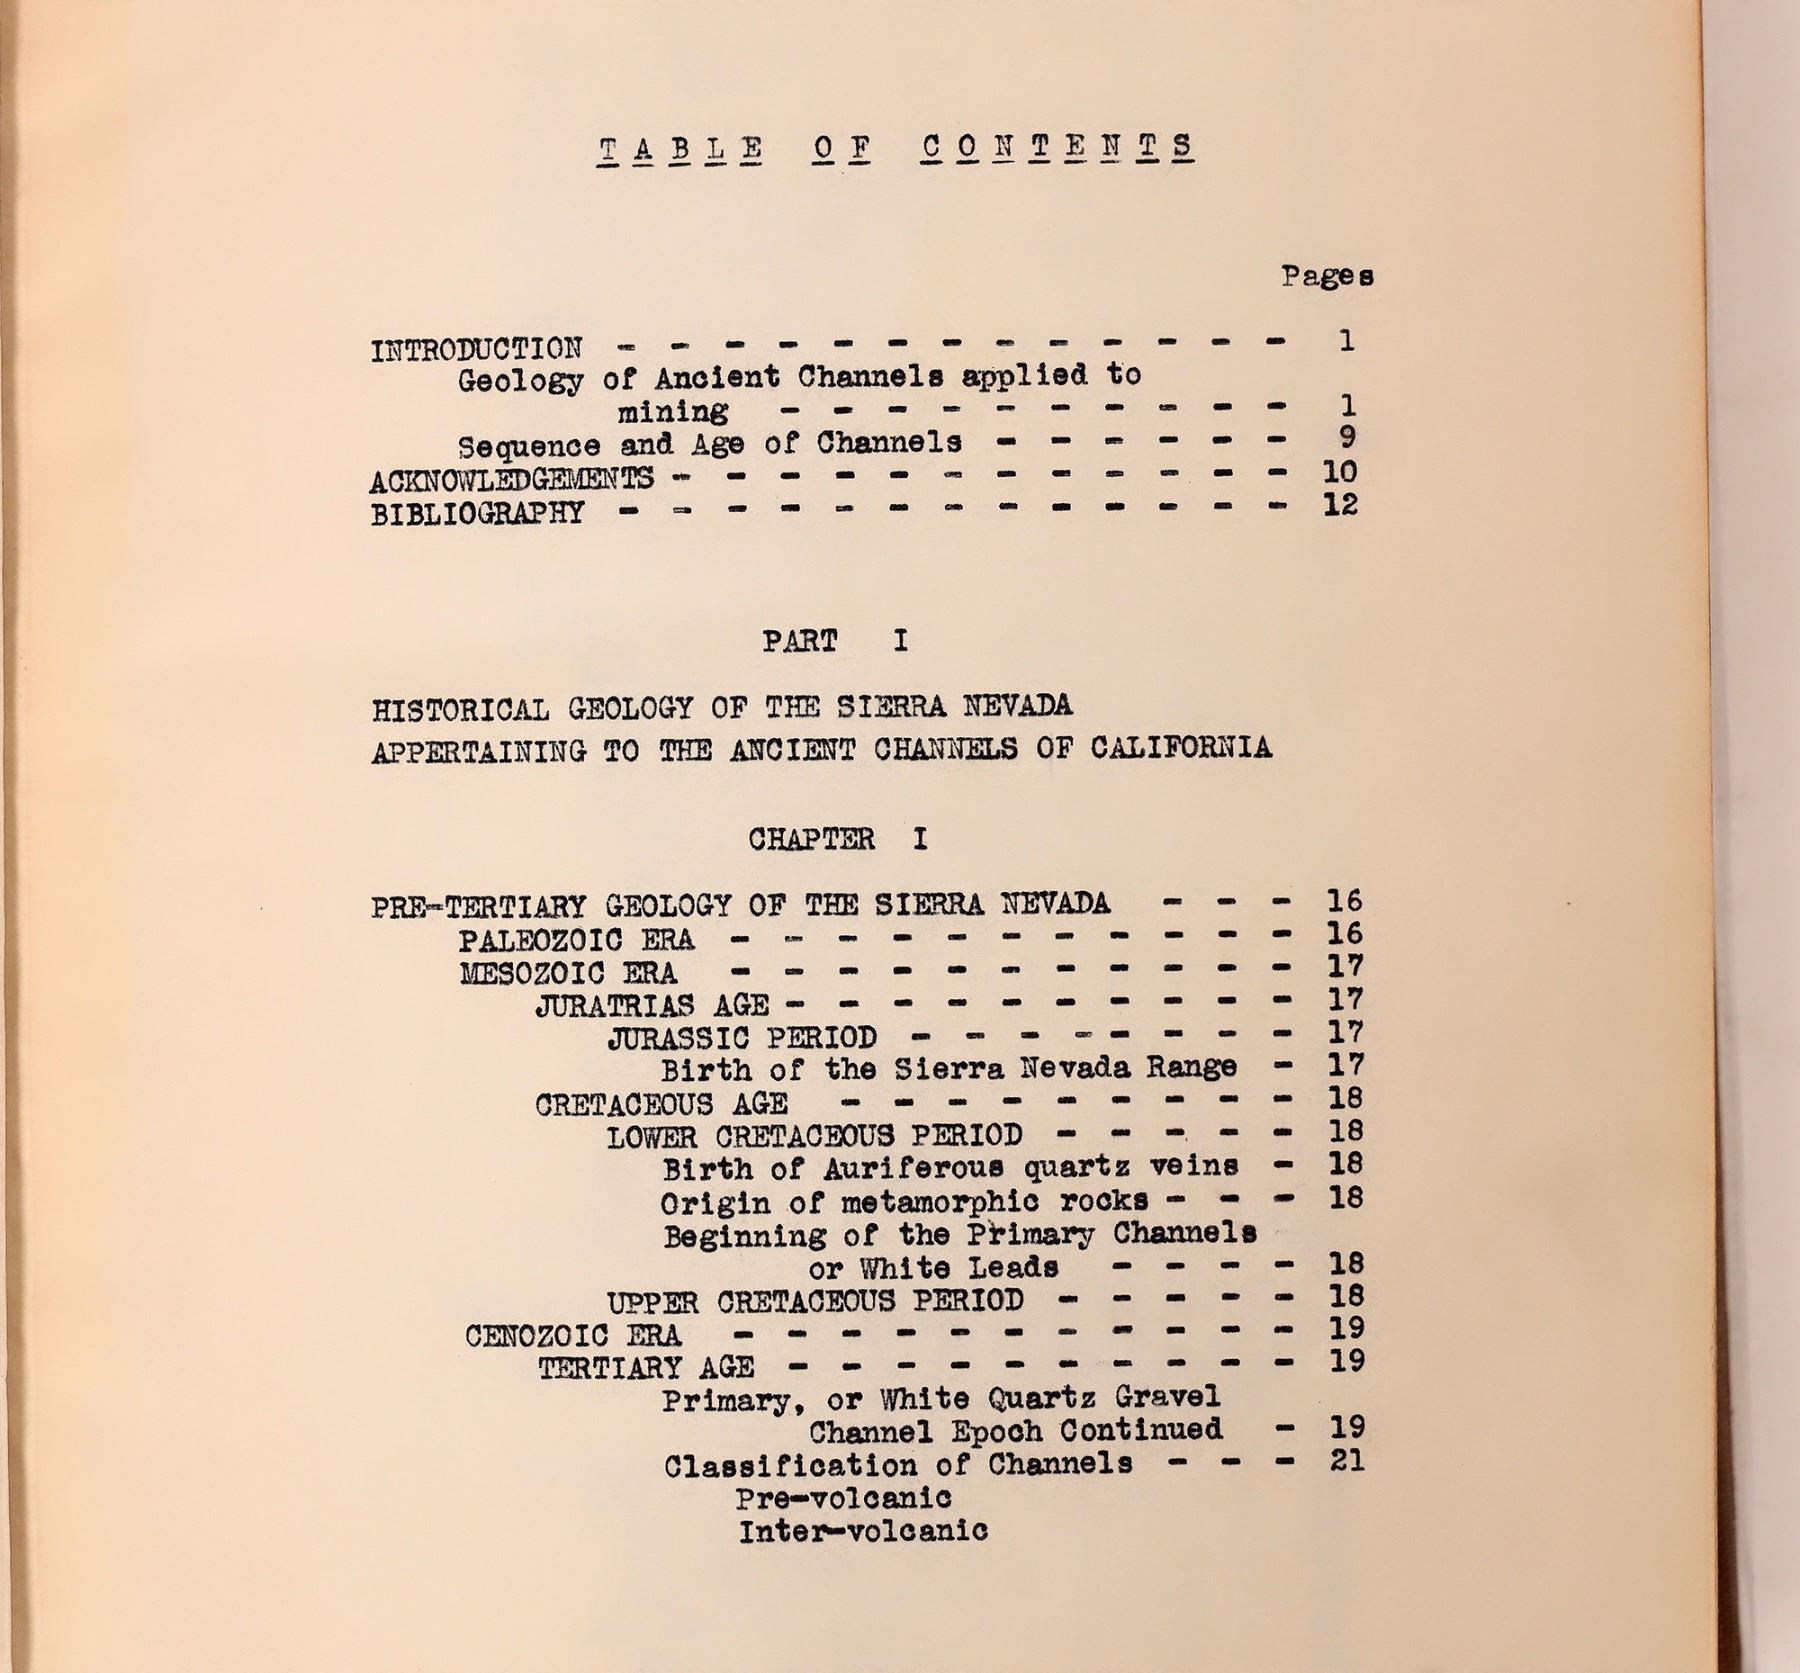 TABLE OF CONTENTS
Pages
INTRODUCTION - - - - - - - - - - - - - 1
Geology of Ancient Channels applied to
mining - - - - - - - - - - 1
Sequence and Age of Channels - - - - - - 9
ACKNOWLEDGEMENTS - - - - - - - - - - - - 10
BIBLIOGRAPHY - - - - - - - - - - - - - 12
PART I
HISTORICAL GEOLOGY OF THE SIERRA NEVADA
APPERTAINING TO THE ANCIENT CHANNELS OF CALIFORNIA
CHAPTER I
PRE-TERTIARY GEOLOGY OF THE SIERRA NEVADA - - - 16
PALEOZOIC ERA - - - - - - - - - - - 16
MESOZOIC ERA - - - - - - - - - - - 17
JURATRIAS AGE - - - - - - - - - - 17
JURASSIC PERIOD - - - - - - - - 17
Birth of the Sierra Nevada Range - 17
CRETACEOUS AGE - - - - - - - - - 18
LOWER CRETACEOUS PERIOD - - - - - 18
Birth of Auriferous quartz veins - 18
Origin of metamorphic rocks - - - 18
Beginning of the Primary Channels
or White Leads - - - - 18
UPPER CRETACEOUS PERIOD - - - - - 18
CENOZOIC ERA - - - - - - - - - - - 19
TERTIARY AGE - - - - - - - - - - 19
Primary, or White Quartz Gravel
Channel Epoch Continued - 19
Classification of Channels - - - 21
Pre-volcanic
Inter-volcanic